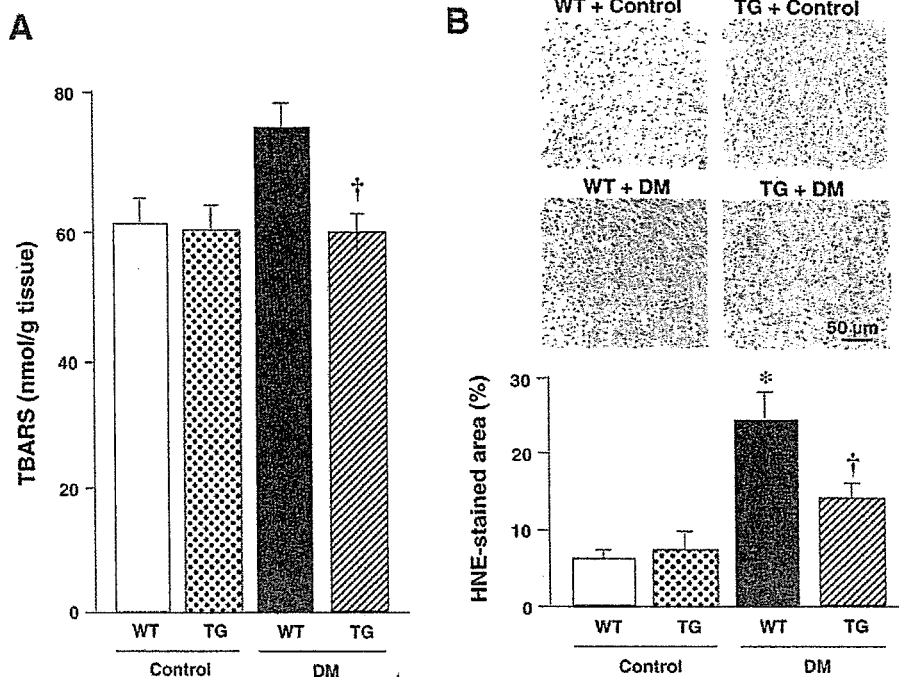 A
TBARS (nmol/g tissue)
80
60
40
20
0
†
WT TG WT TG
Control DM
B
WT + Control TG + Control
WT + DM TG + DM
50 µm
HNE-stained area (%)
30
20
10
0
*
†
WT TG WT TG
Control DM